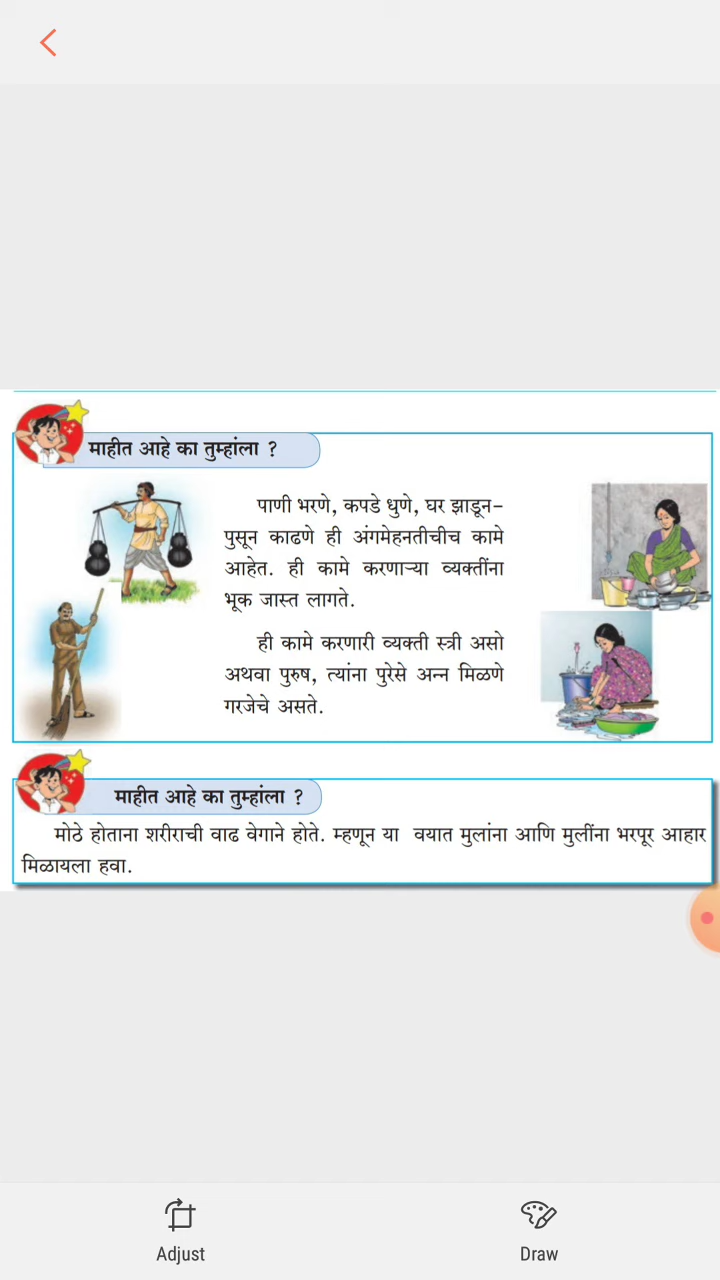 माहीत आहे का तुम्हांला ?
पाणी भरणे, कपडे धुणे, घर झाडून-
पुसून काढणे ही अंगमेहनतीचीच कामे
आहेत. ही कामे करणाऱ्या व्यक्तींना
भूक जास्त लागते.
ही कामे करणारी व्यक्ती स्त्री असो
अथवा पुरुष, त्यांना पुरेसे अन्न मिळणे
गरजेचे असते.
माहीत आहे का तुम्हांला ?
मोठे होताना शरीराची वाढ वेगाने होते. म्हणून या वयात मुलांना आणि मुलींना भरपूर आहार
मिळायला हवा.
Adjust
Draw